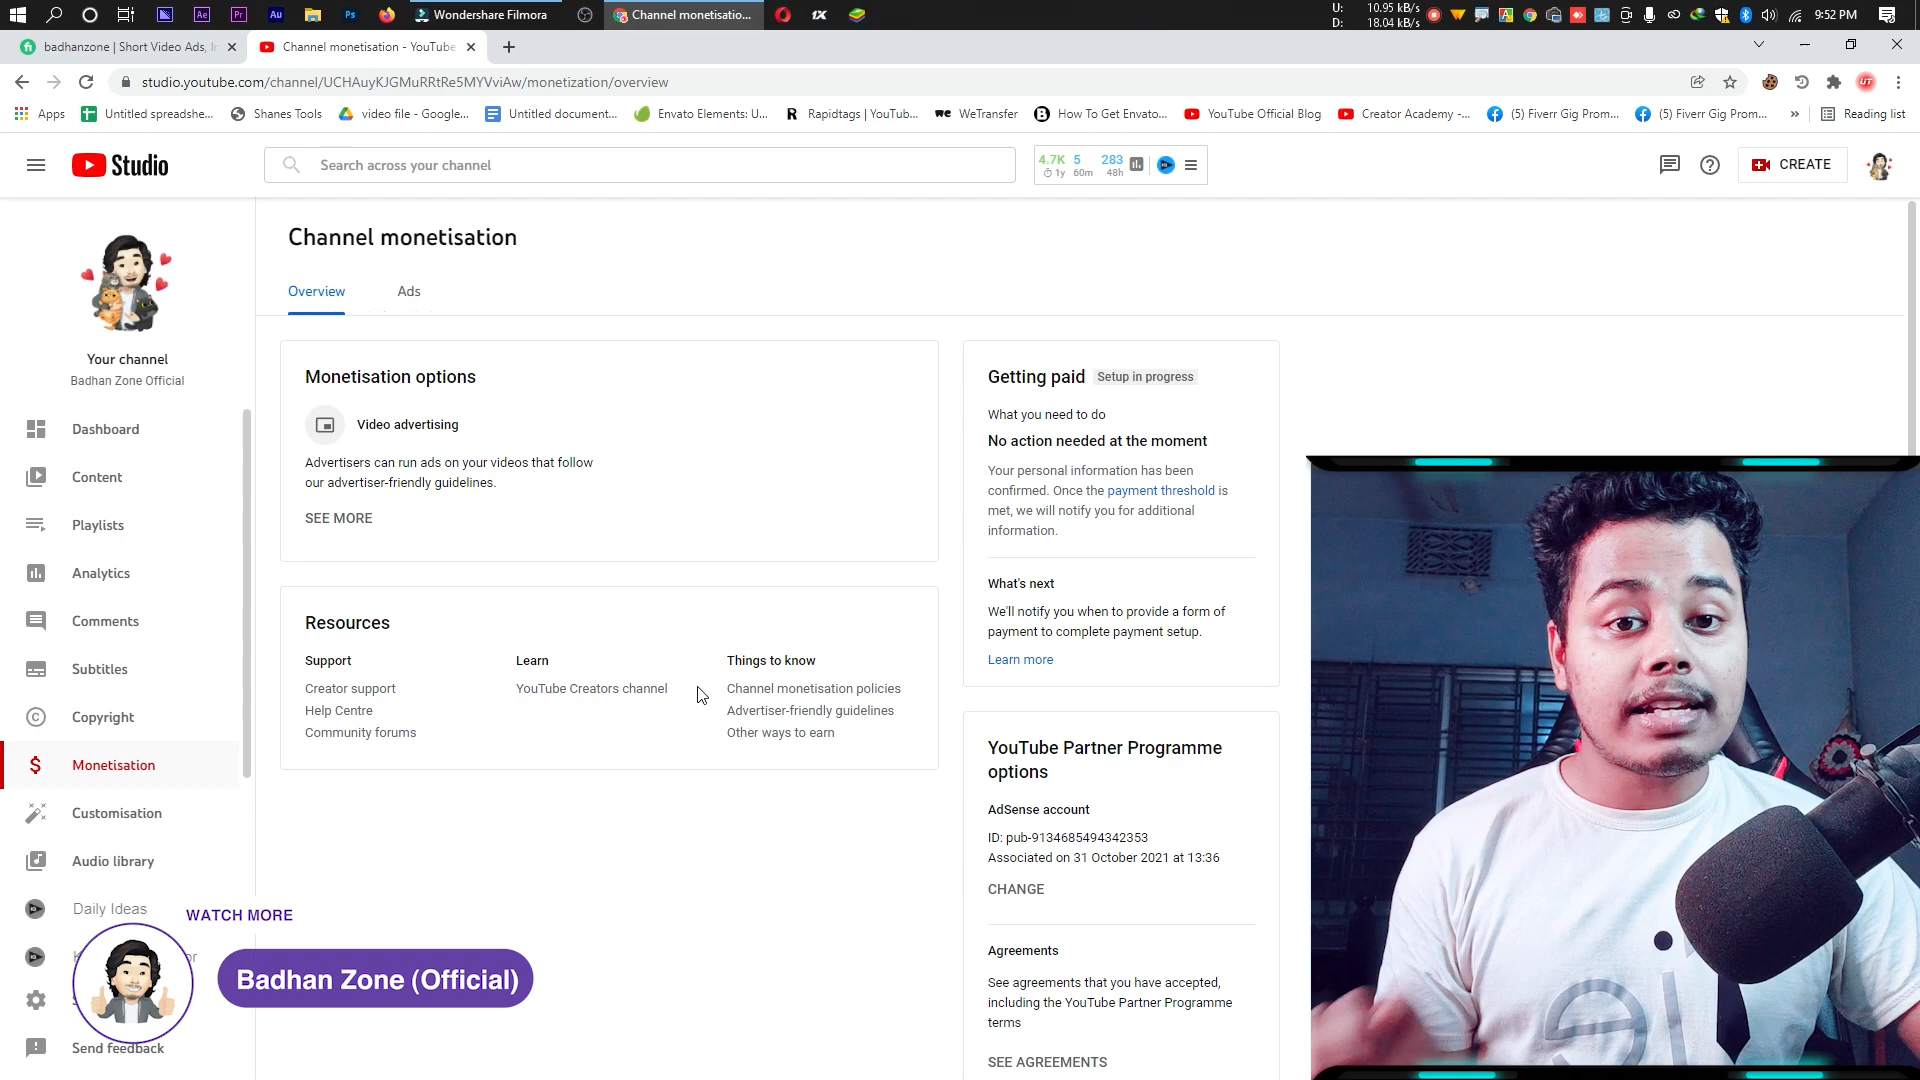 Wondershare Filmora
Channel monetisatio...
U: 10.95 kB/s
D: 18.04 kB/s
9:52 PM
badhanzone | Short Video Ads, In
Channel monetisation - YouTube
studio.youtube.com/channel/UCHAuyKJGMuRRtRe5MYVviAw/monetization/overview
Apps
Untitled spreadshe...
Shanes Tools
video file - Google...
Untitled document...
Envato Elements: U...
Rapidtags | YouTub...
WeTransfer
How To Get Envato...
YouTube Official Blog
Creator Academy -...
(5) Fiverr Gig Prom...
(5) Fiverr Gig Prom...
Reading list
Studio
Search across your channel
4.7K 5 283
1y 60m 48h
CREATE
Channel monetisation
Overview
Ads
Your channel
Badhan Zone Official
Dashboard
Content
Playlists
Analytics
Comments
Subtitles
Copyright
Monetisation
Customisation
Audio library
Daily Ideas
Send feedback
Monetisation options
Video advertising
Advertisers can run ads on your videos that follow
our advertiser-friendly guidelines.
SEE MORE
Resources
Support
Creator support
Help Centre
Community forums
Learn
YouTube Creators channel
Things to know
Channel monetisation policies
Advertiser-friendly guidelines
Other ways to earn
Getting paid
Setup in progress
What you need to do
No action needed at the moment
Your personal information has been
confirmed. Once the payment threshold is
met, we will notify you for additional
information.
What's next
We'll notify you when to provide a form of
payment to complete payment setup.
Learn more
YouTube Partner Programme
options
AdSense account
ID: pub-9134685494342353
Associated on 31 October 2021 at 13:36
CHANGE
Agreements
See agreements that you have accepted,
including the YouTube Partner Programme
terms
SEE AGREEMENTS
WATCH MORE
Badhan Zone (Official)